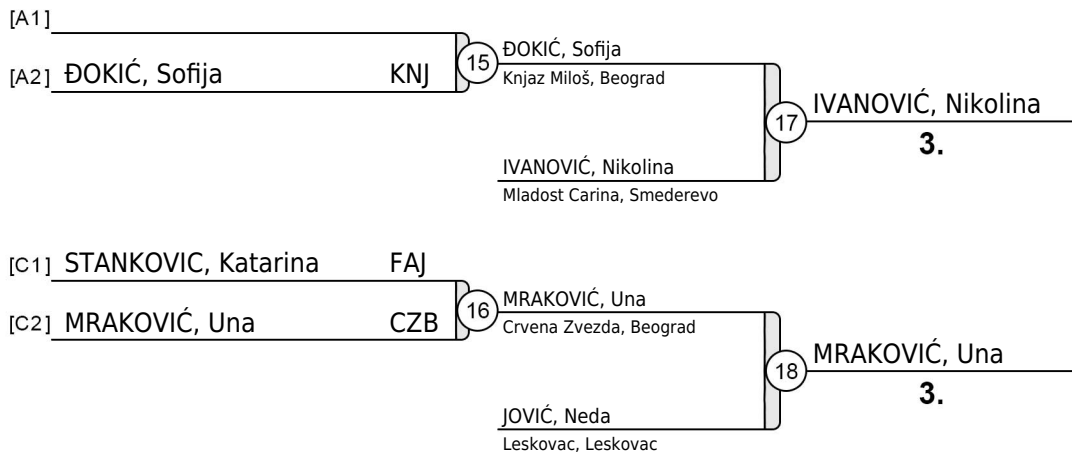 [A1]
[A2] ĐOKIĆ, Sofija KNJ
15
ĐOKIĆ, Sofija
Knjaz Miloš, Beograd
17
IVANOVIĆ, Nikolina
3.
IVANOVIĆ, Nikolina
Mladost Carina, Smederevo
[C1] STANKOVIC, Katarina FAJ
[C2] MRAKOVIĆ, Una CZB
16
MRAKOVIĆ, Una
Crvena Zvezda, Beograd
18
MRAKOVIĆ, Una
3.
JOVIĆ, Neda
Leskovac, Leskovac